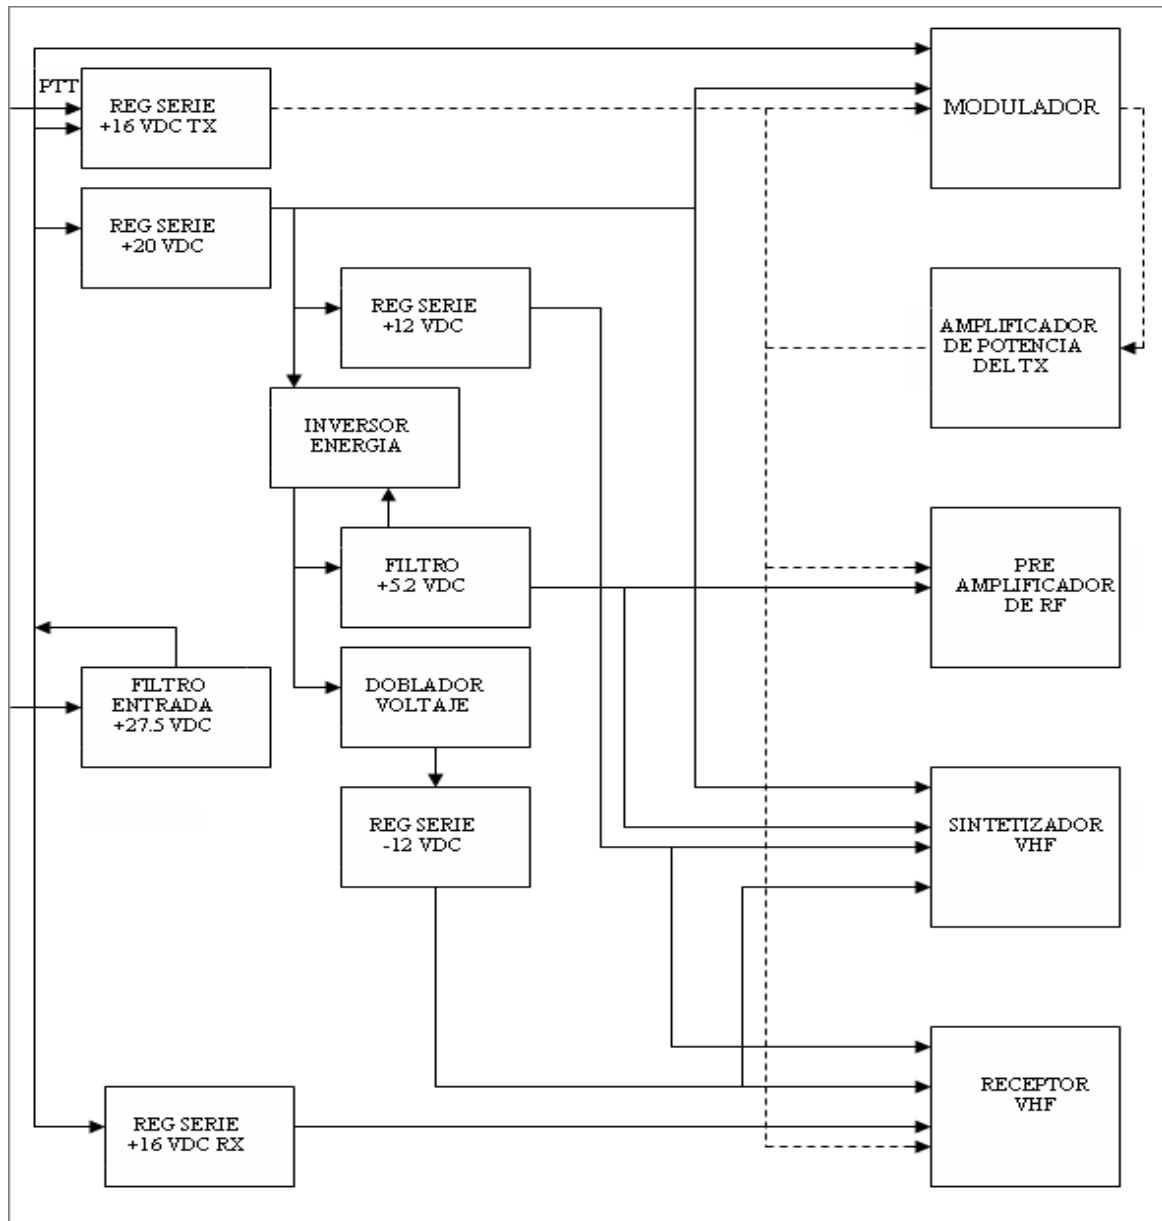 PTT
REG SERIE
+16 VDC TX
MODULADOR
REG SERIE
+20 VDC
REG SERIE
+12 VDC
AMPLIFICADOR
DE POTENCIA
DEL TX
INVERSOR
ENERGIA
FILTRO
+5.2 VDC
PRE
AMPLIFICADOR
DE RF
FILTRO
ENTRADA
+27.5 VDC
DOBLADOR
VOLTAJE
REG SERIE
-12 VDC
SINTETIZADOR
VHF
REG SERIE
+16 VDC RX
RECEPTOR
VHF